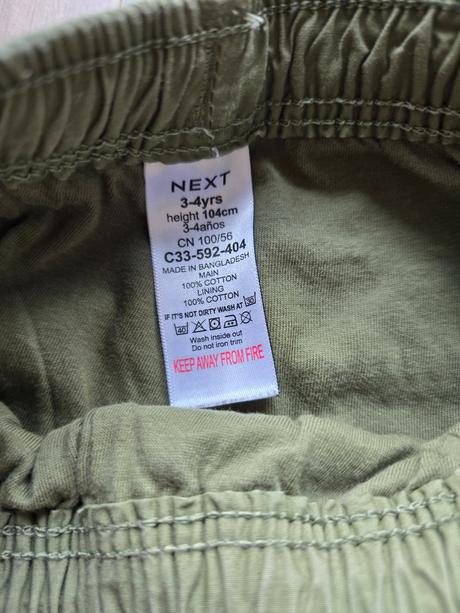 NEXT
3-4yrs
height 104cm
3-4años
CN 100/56
C33-592-404
MADE IN BANGLADESH
MAIN
100% COTTON
LINING
100% COTTON
IF IT'S NOT DIRTY WASH AT 30
40
Wash inside out
Do not iron trim
KEEP AWAY FROM FIRE